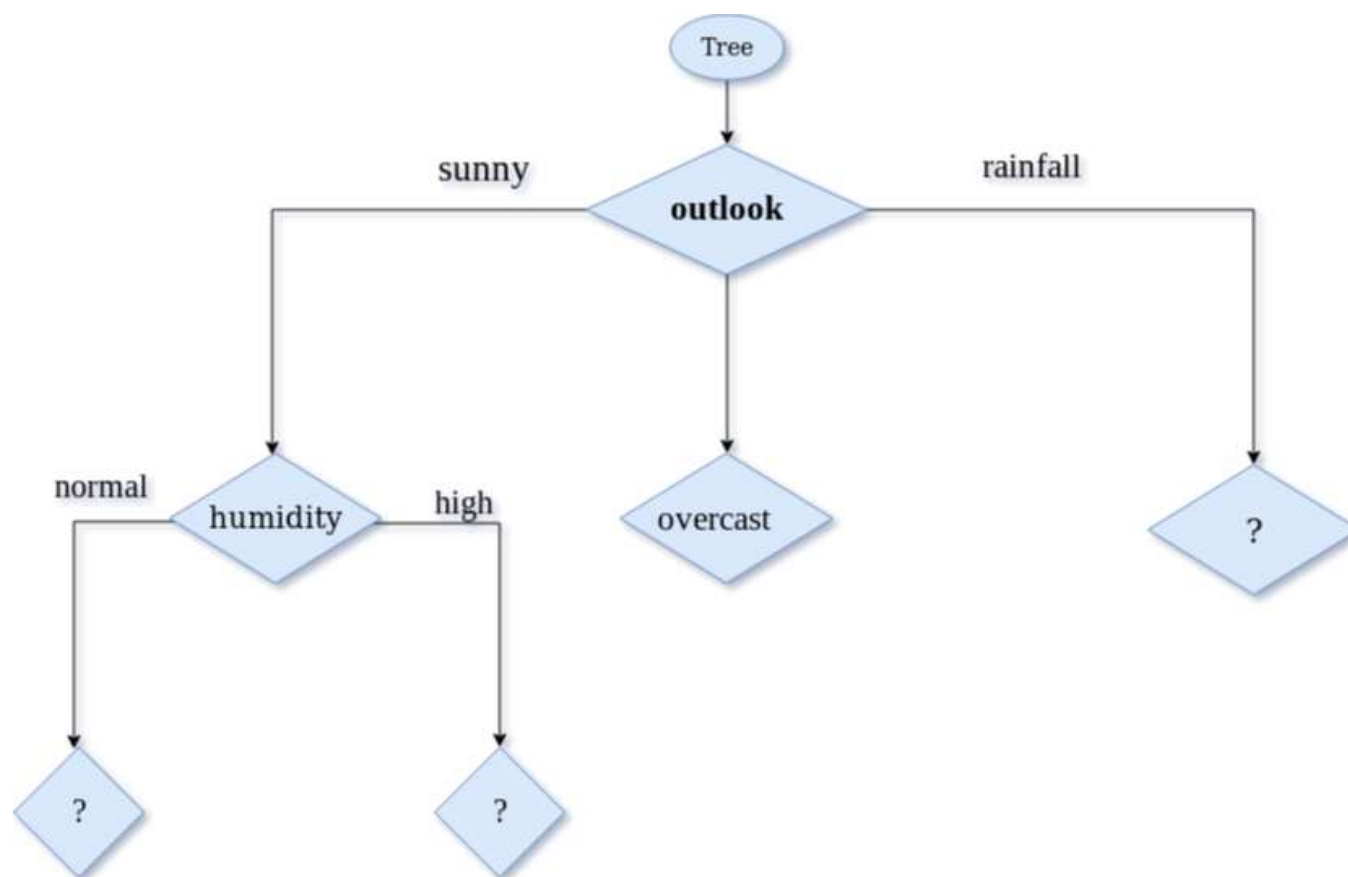 Tree
sunny
rainfall
outlook
normal
high
humidity
overcast
?
?
?